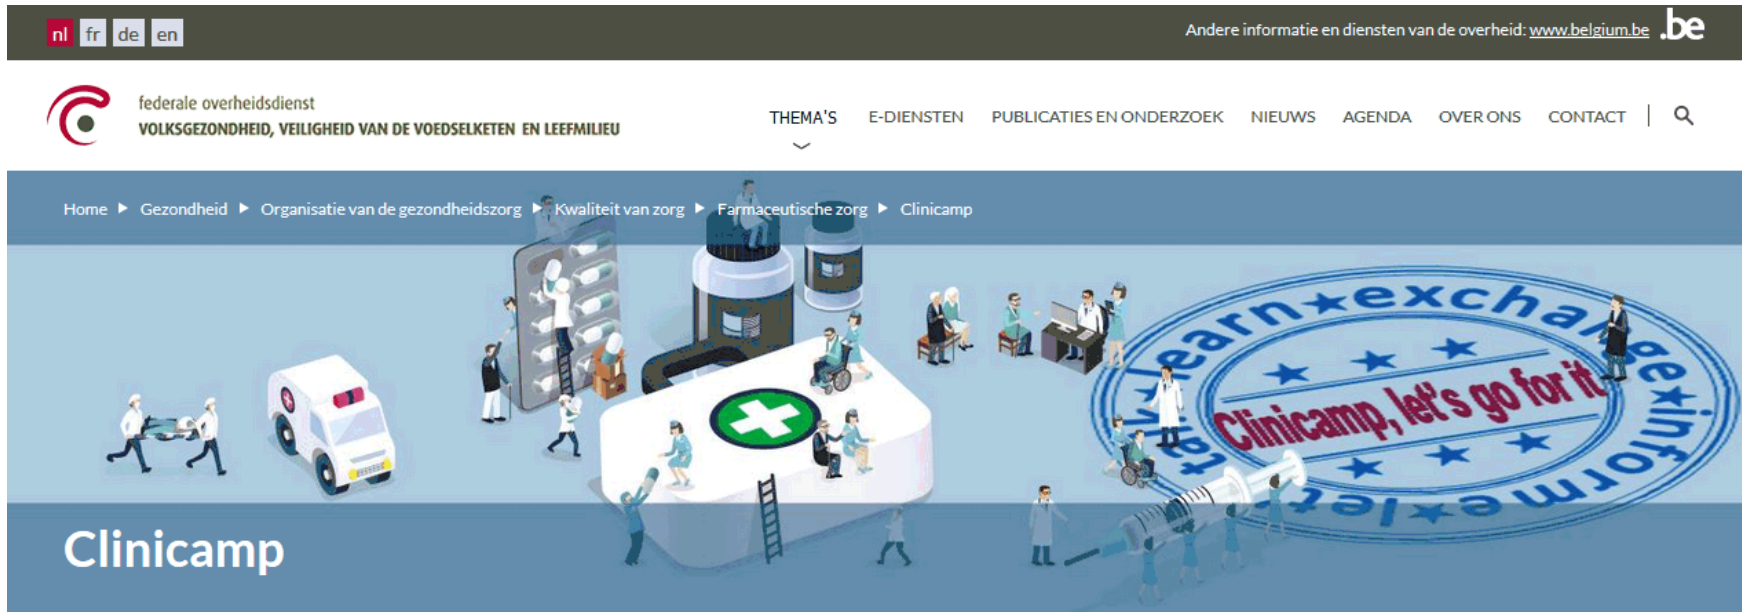 nl fr de en
Andere informatie en diensten van de overheid: www.belgium.be .be
federale overheidsdienst
VOLKSGEZONDHEID, VEILIGHEID VAN DE VOEDSELKETEN EN LEEFMILIEU
THEMA'S E-DIENSTEN PUBLICATIES EN ONDERZOEK NIEUWS AGENDA OVER ONS CONTACT
Home Gezondheid Organisatie van de gezondheidszorg Kwaliteit van zorg Farmaceutische zorg Clinicamp
learn exchange inform
Clinicamp, let's go for it
Clinicamp